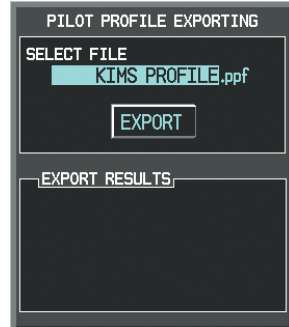 PILOT PROFILE EXPORTING
SELECT FILE
KIMS PROFILE.ppf
EXPORT
EXPORT RESULTS